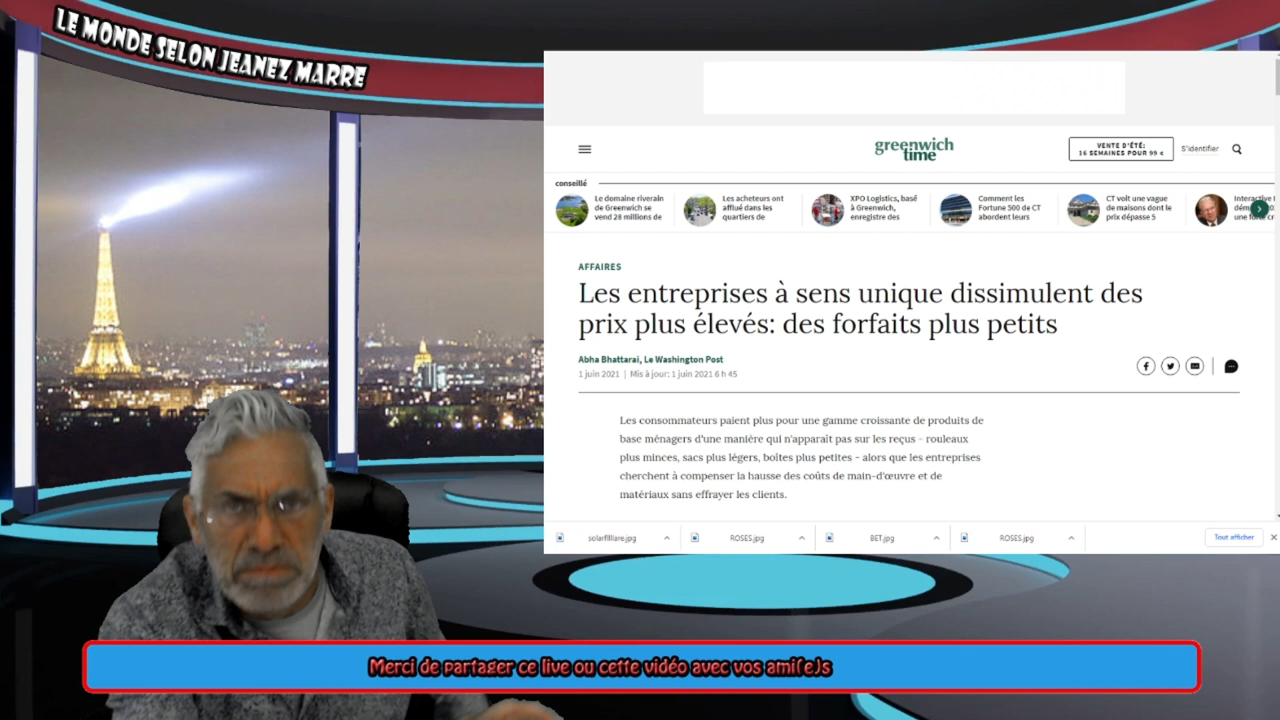 LE MONDE SELON JEANEZ MARRE
greenwich
time
VENTE D'ÉTÉ:
16 SEMAINES POUR 99 ¢
S'identifier
conseillé
Le domaine riverain
de Greenwich se
vend 28 millions de
Les acheteurs ont
afflué dans les
quartiers de
XPO Logistics, basé
à Greenwich,
enregistre des
Comment les
Fortune 500 de CT
abordent leurs
CT voit une vague
de maisons dont le
prix dépasse 5
Interactive
AFFAIRES
Les entreprises à sens unique dissimulent des
prix plus élevés: des forfaits plus petits
Abha Bhattarai, Le Washington Post
1 juin 2021 | Mis à jour: 1 juin 2021 6 h 45
Les consommateurs paient plus pour une gamme croissante de produits de
base ménagers d'une manière qui n'apparaît pas sur les reçus - rouleaux
plus minces, sacs plus légers, boîtes plus petites - alors que les entreprises
cherchent à compenser la hausse des coûts de main-d'œuvre et de
matériaux sans effrayer les clients.
solarfilllare.jpg
ROSES.jpg
BET.jpg
ROSES.jpg
Tout afficher
Merci de partager ce live ou cette vidéo avec vos ami(e)s